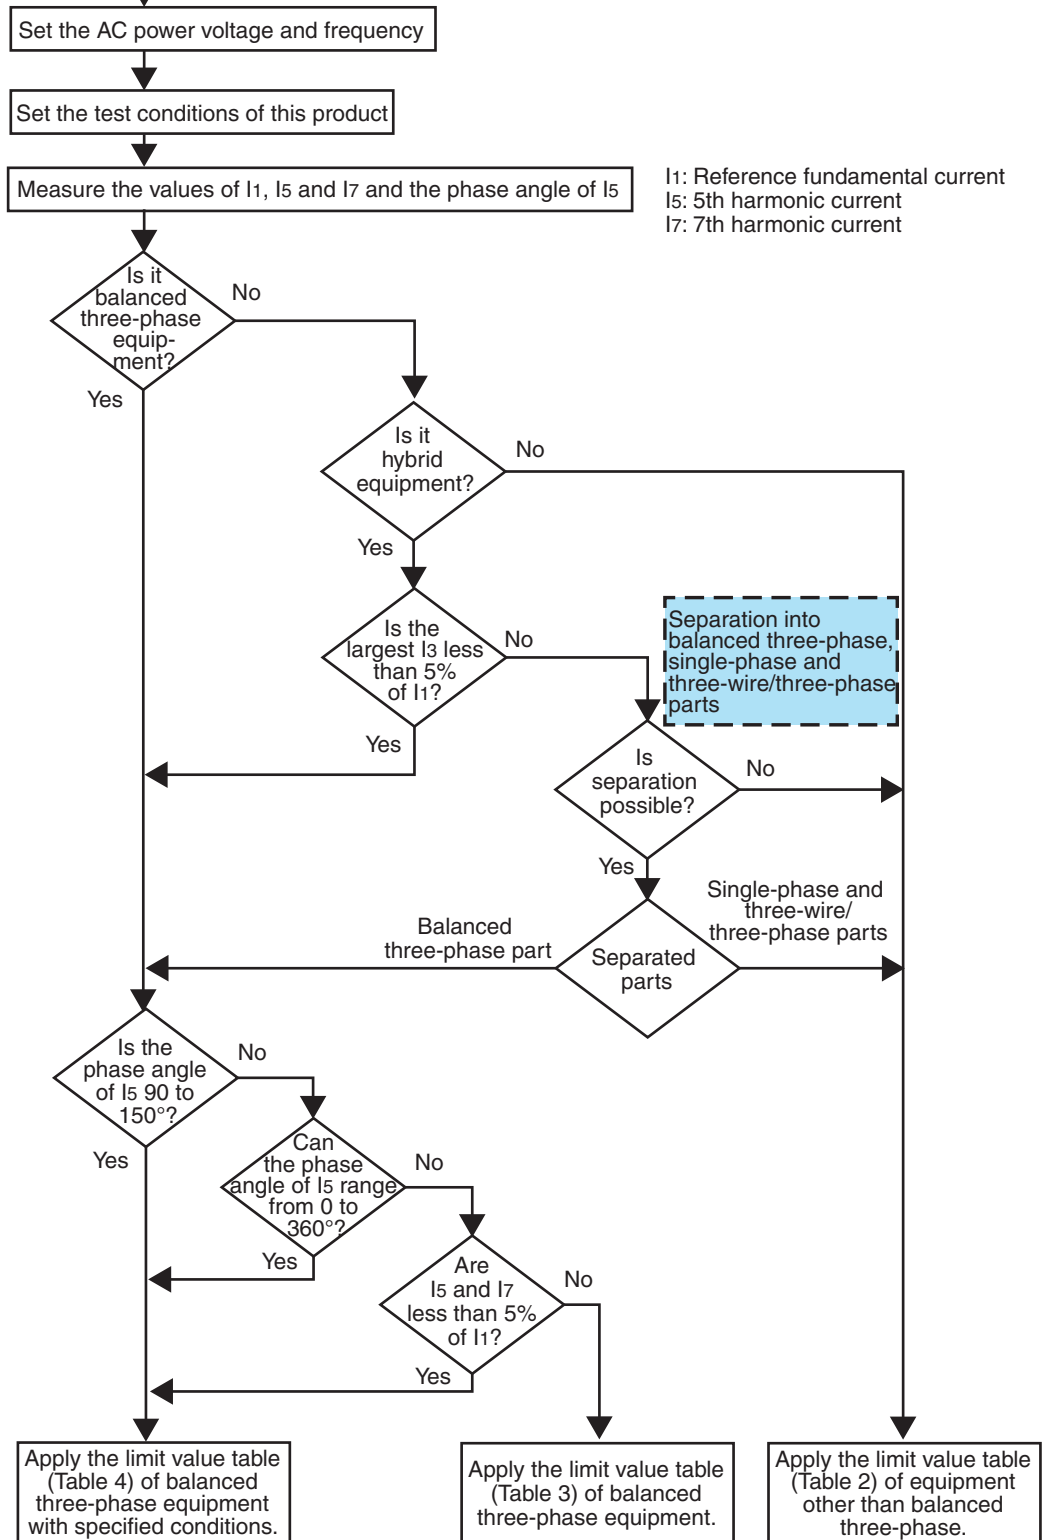 Set the AC power voltage and frequency
Set the test conditions of this product
Measure the values of I1, I5 and I7 and the phase angle of I5
I1: Reference fundamental current
I5: 5th harmonic current
I7: 7th harmonic current
Is it
balanced
three-phase
equip-
ment?
No
Yes
Is it
hybrid
equipment?
No
Yes
Is the
largest I3 less
than 5%
of I1?
No
Yes
Separation into
balanced three-phase,
single-phase and
three-wire/three-phase
parts
Is
separation
possible?
No
Yes
Separated
parts
Balanced
three-phase part
Single-phase and
three-wire/
three-phase parts
Is the
phase angle
of I5 90 to
150°?
No
Yes
Can
the phase
angle of I5 range
from 0 to
360°?
No
Yes
Are
I5 and I7
less than 5%
of I1?
No
Yes
Apply the limit value table
(Table 4) of balanced
three-phase equipment
with specified conditions.
Apply the limit value table
(Table 3) of balanced
three-phase equipment.
Apply the limit value table
(Table 2) of equipment
other than balanced
three-phase.